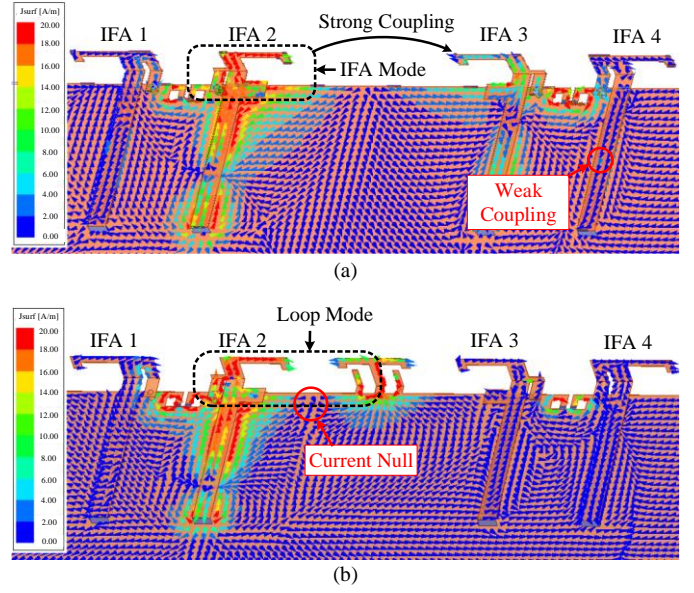 Jsurf [A/m]
20.00
18.00
16.00
14.00
12.00
10.00
8.00
6.00
4.00
2.00
0.00
IFA 1
IFA 2
Strong Coupling
IFA 3
IFA 4
IFA Mode
Weak
Coupling
(a)
Jsurf [A/m]
20.00
18.00
16.00
14.00
12.00
10.00
8.00
6.00
4.00
2.00
0.00
Loop Mode
IFA 1
IFA 2
IFA 3
IFA 4
Current Null
(b)